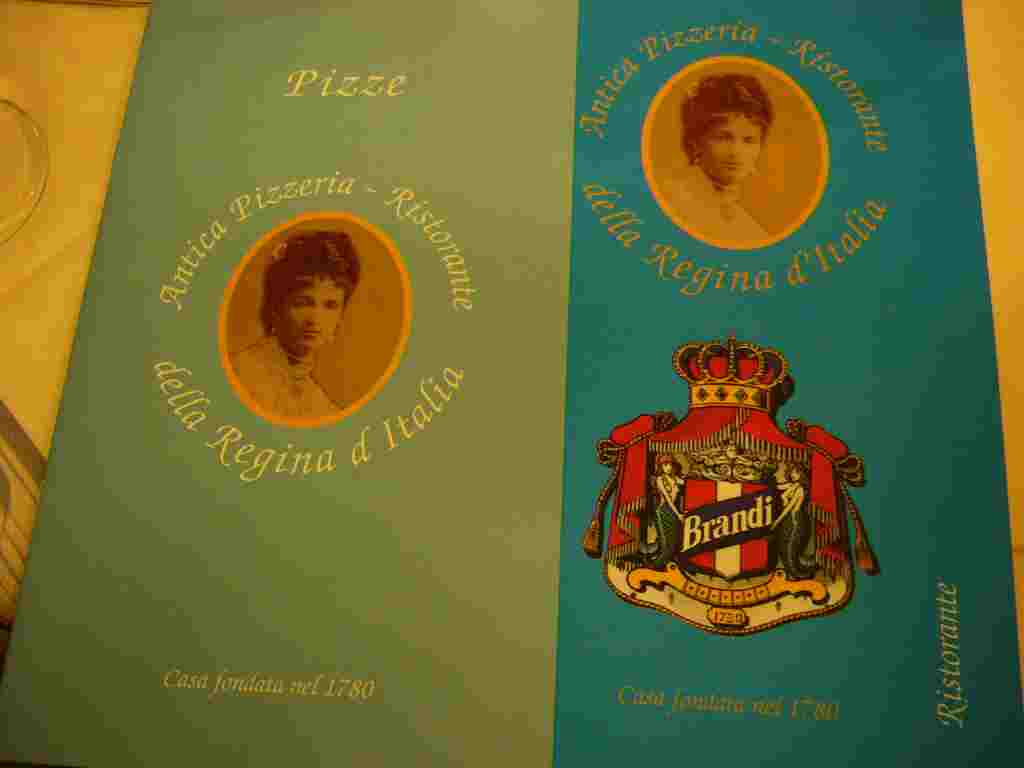 Pizze
Antica Pizzeria - Ristorante
della Regina d Italia
Casa fondata nel 1780
Antica Pizzeria - Ristorante
della Regina d'Italia
Brandi
1780
Casa fondata nel 1780
Ristorante